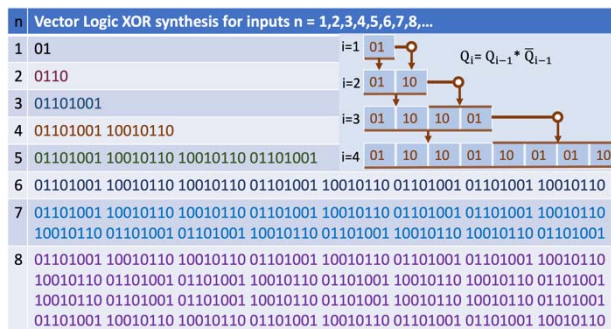 n Vector Logic XOR synthesis for inputs n = 1,2,3,4,5,6,7,8,...
1 01
2 0110
3 01101001
4 01101001 10010110
5 01101001 10010110 10010110 01101001
i=1 01
Qi= Qi-1* Q̅i-1
i=2 01 10
i=3 01 10 10 01
i=4 01 10 10 01 10 01 01 10
6 01101001 10010110 10010110 01101001 10010110 01101001 01101001 10010110
7 01101001 10010110 10010110 01101001 10010110 01101001 01101001 10010110
10010110 01101001 01101001 10010110 01101001 10010110 10010110 01101001
8 01101001 10010110 10010110 01101001 10010110 01101001 01101001 10010110
10010110 01101001 01101001 10010110 01101001 10010110 10010110 01101001
10010110 01101001 01101001 10010110 01101001 10010110 10010110 01101001
01101001 10010110 10010110 01101001 10010110 01101001 01101001 10010110